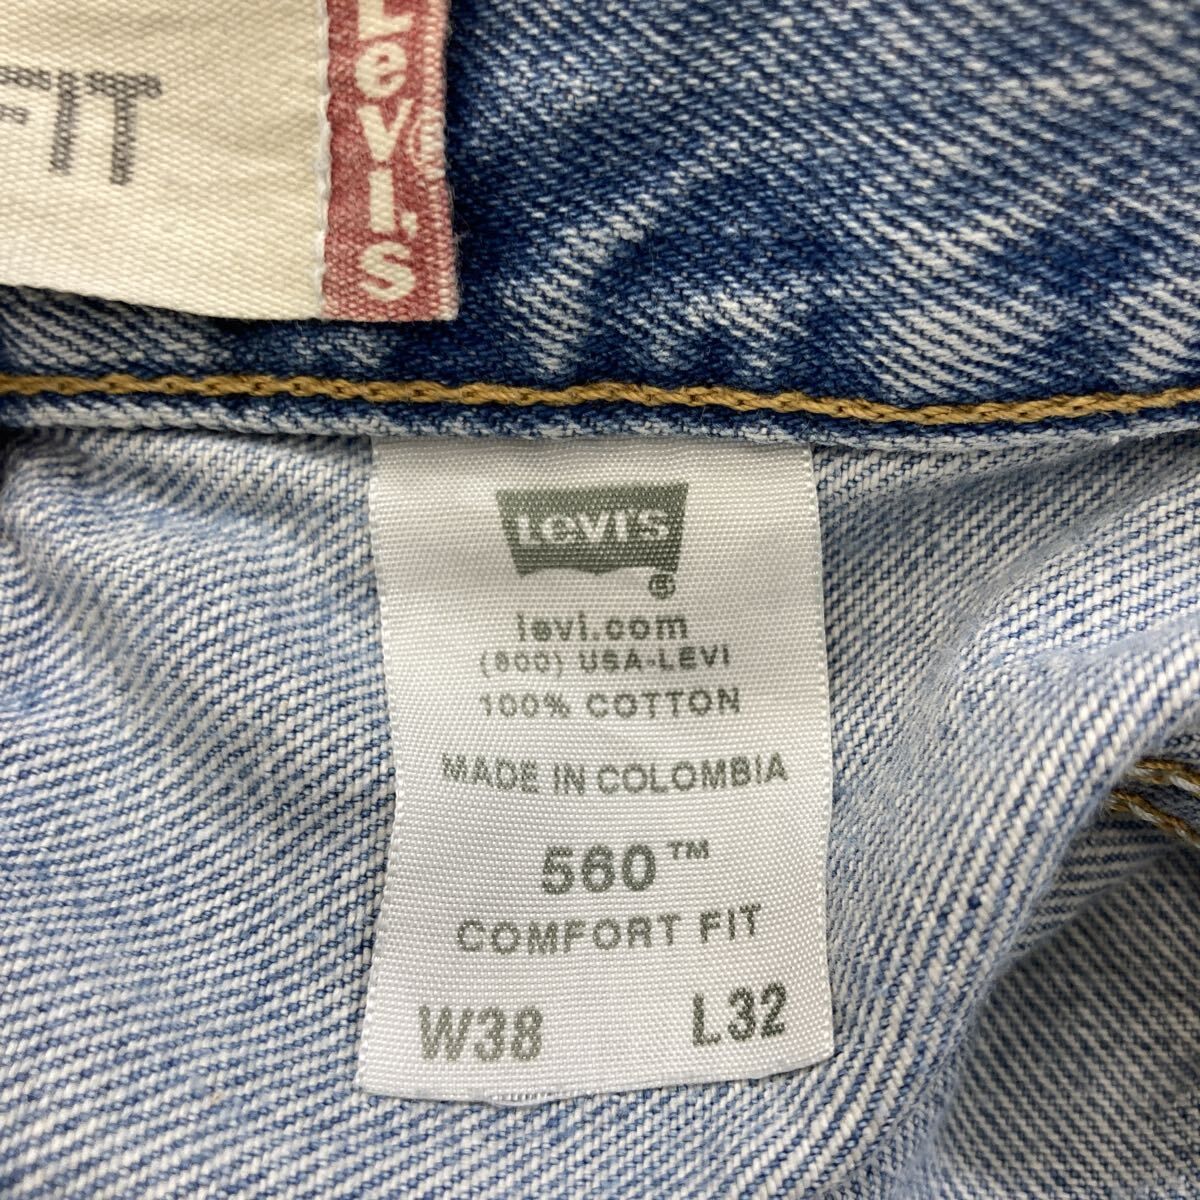 FIT
Levi's
Levi's
®
levi.com
(800) USA-LEVI
100% COTTON
MADE IN COLOMBIA
560™
COMFORT FIT
W38 L32